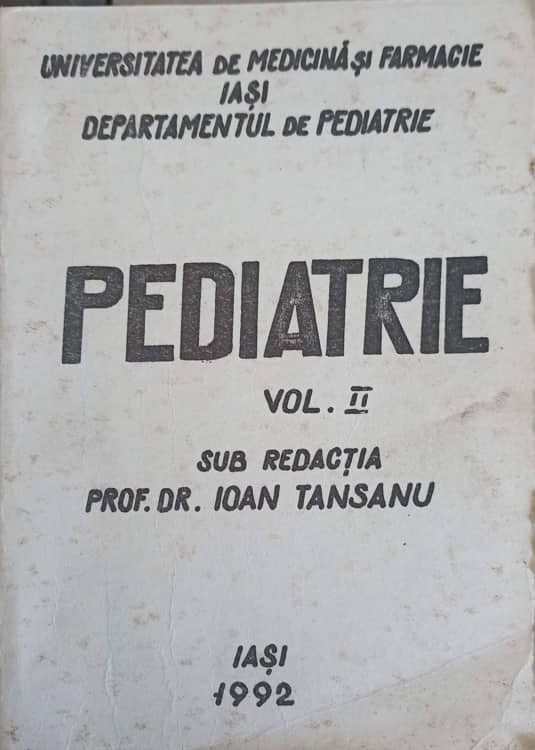 UNIVERSITATEA DE MEDICINĂ ȘI FARMACIE
IAȘI
DEPARTAMENTUL DE PEDIATRIE
PEDIATRIE
VOL. II
SUB REDACȚIA
PROF. DR. IOAN TANSANU
IAȘI
1992